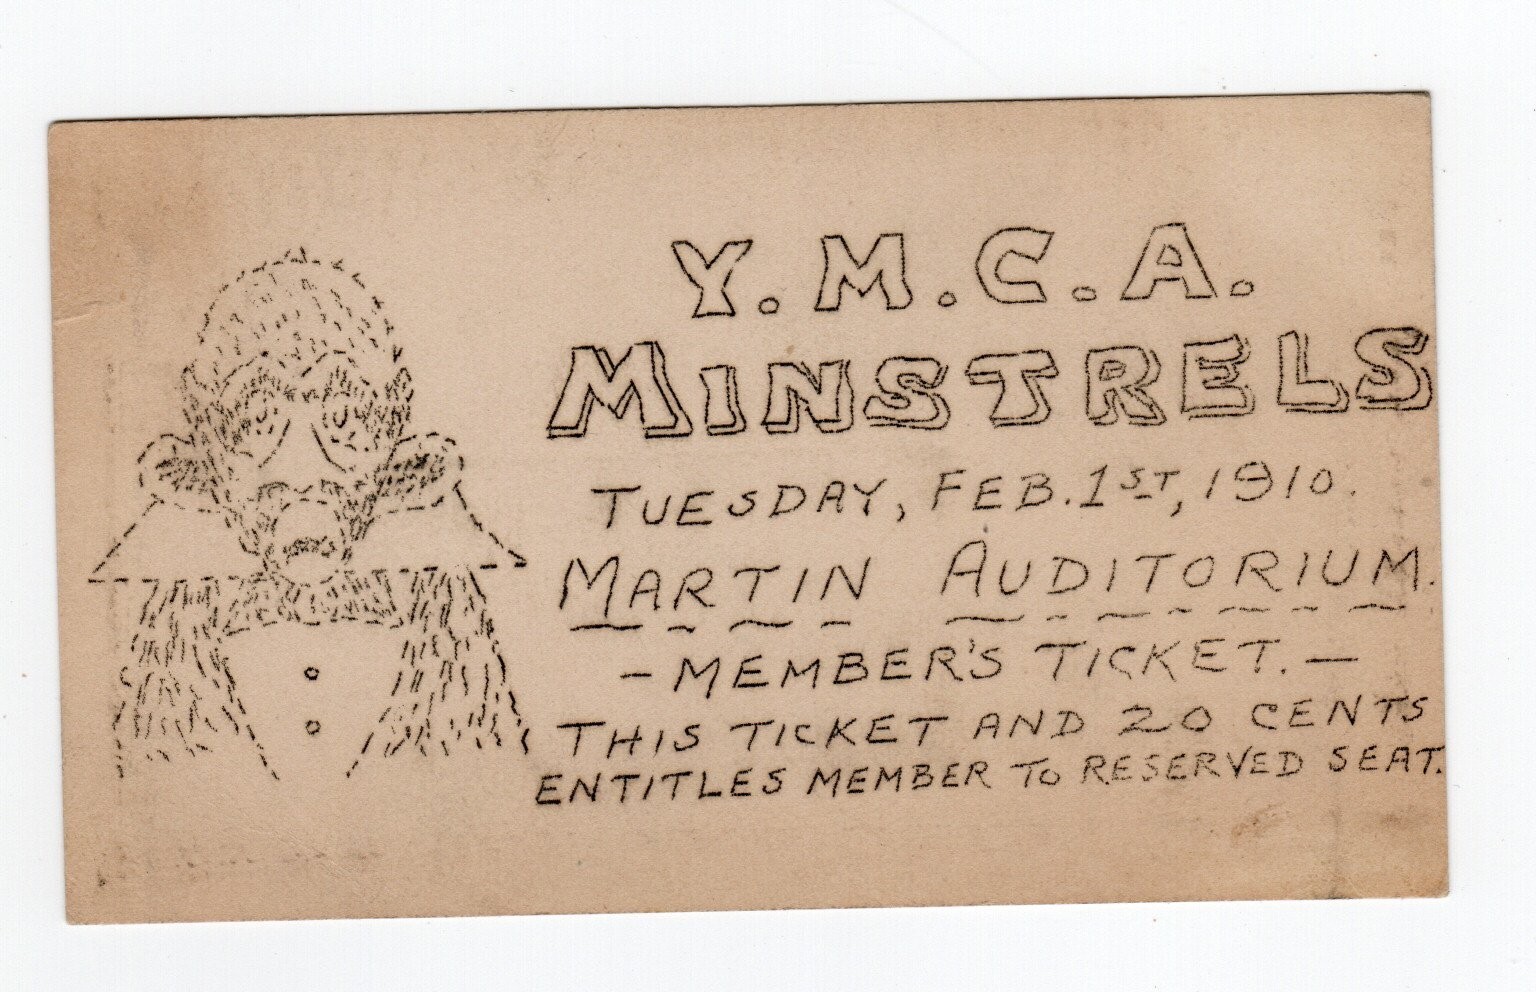 Y.M.C.A.
MINSTRELS
TUESDAY, FEB. 1ST, 1910.
MARTIN AUDITORIUM.
- MEMBER'S TICKET. -
THIS TICKET AND 20 CENTS
ENTITLES MEMBER TO RESERVED SEAT.